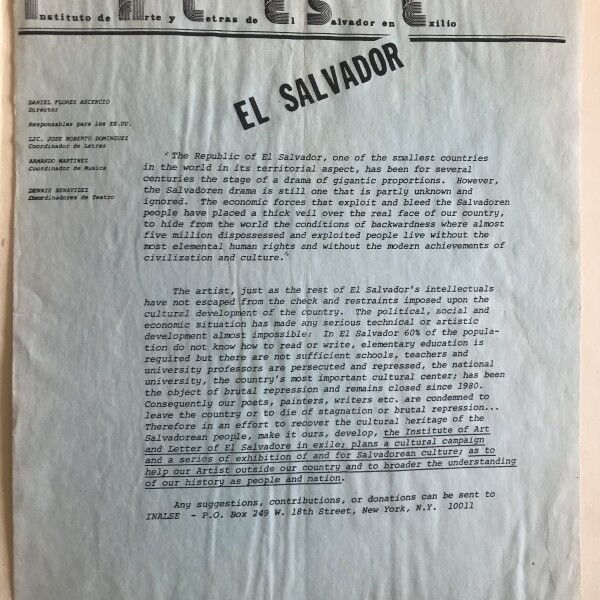 Instituto de Arte y Letras de El Salvador en Exilio
EL SALVADOR
DANIEL FLORES ASCENCIO
Director
Responsables para los EE.UU.
LIC. JOSE ROBERTO DOMINGUEZ
Coordinador de Letras
ARMANDO MARTINEZ
Coordinador de Musica
DENNIS BENAVIDEZ
Coordinadores de Teatro
"The Republic of El Salvador, one of the smallest countries
in the world in its territorial aspect, has been for several
centuries the stage of a drama of gigantic proportions. However,
the Salvadoren drama is still one that is partly unknown and
ignored. The economic forces that exploit and bleed the Salvadoren
people have placed a thick veil over the real face of our country,
to hide from the world the conditions of backwardness where almost
five million dispossessed and exploited people live without the
most elemental human rights and without the modern achievements of
civilization and culture."
The artist, just as the rest of El Salvador's intellectuals
have not escaped from the check and restraints imposed upon the
cultural development of the country. The political, social and
economic situation has made any serious technical or artistic
development almost impossible: In El Salvador 60% of the popula-
tion do not know how to read or write, elementary education is
required but there are not sufficient schools, teachers and
university professors are persecuted and repressed, the national
university, the country's most important cultural center; has been
the object of brutal repression and remains closed since 1980.
Consequently our poets, painters, writers etc. are condemned to
leave the country or to die of stagnation or brutal repression...
Therefore in an effort to recover the cultural heritage of the
Salvadorean people, make it ours, develop, the Institute of Art
and Letter of El Salvadore in exile; plans a cultural campaign
and a series of exhibition of and for Salvadorean culture; as to
help our Artist outside our country and to broader the understanding
of our history as people and nation.
Any suggestions, contributions, or donations can be sent to
INALSE - P.O. Box 249 W. 18th Street, New York, N.Y. 10011